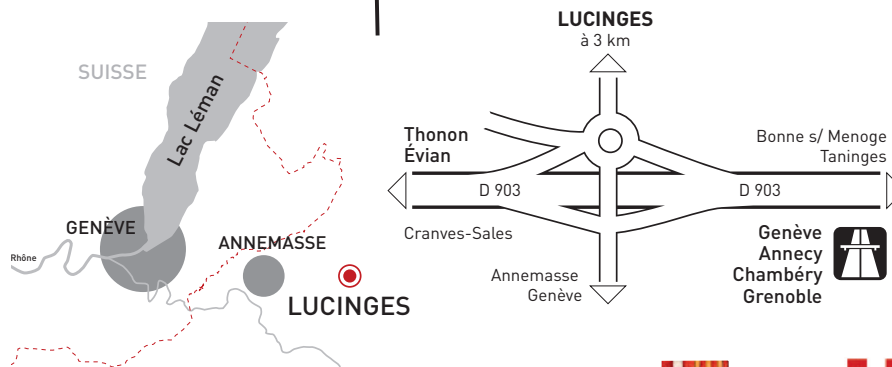 SUISSE
Lac Léman
GENÈVE
Rhône
ANNEMASSE
LUCINGES
LUCINGES
à 3 km
Thonon
Évian
Bonne s/ Menoge
Taninges
D 903
D 903
Cranves-Sales
Annemasse
Genève
Genève
Annecy
Chambéry
Grenoble